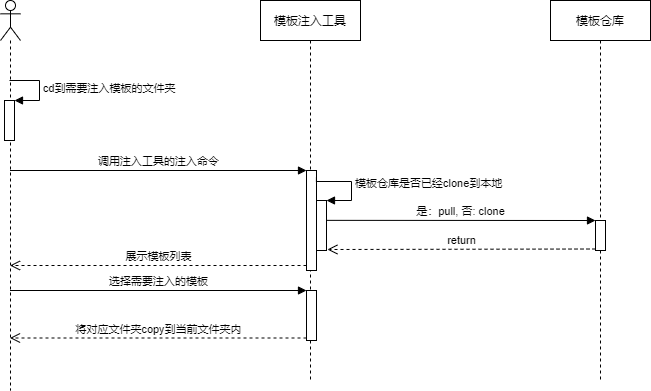 模板注入工具
模板仓库
cd到需要注入模板的文件夹
调用注入工具的注入命令
模板仓库是否已经clone到本地
是：pull, 否: clone
return
展示模板列表
选择需要注入的模板
将对应文件夹copy到当前文件夹内